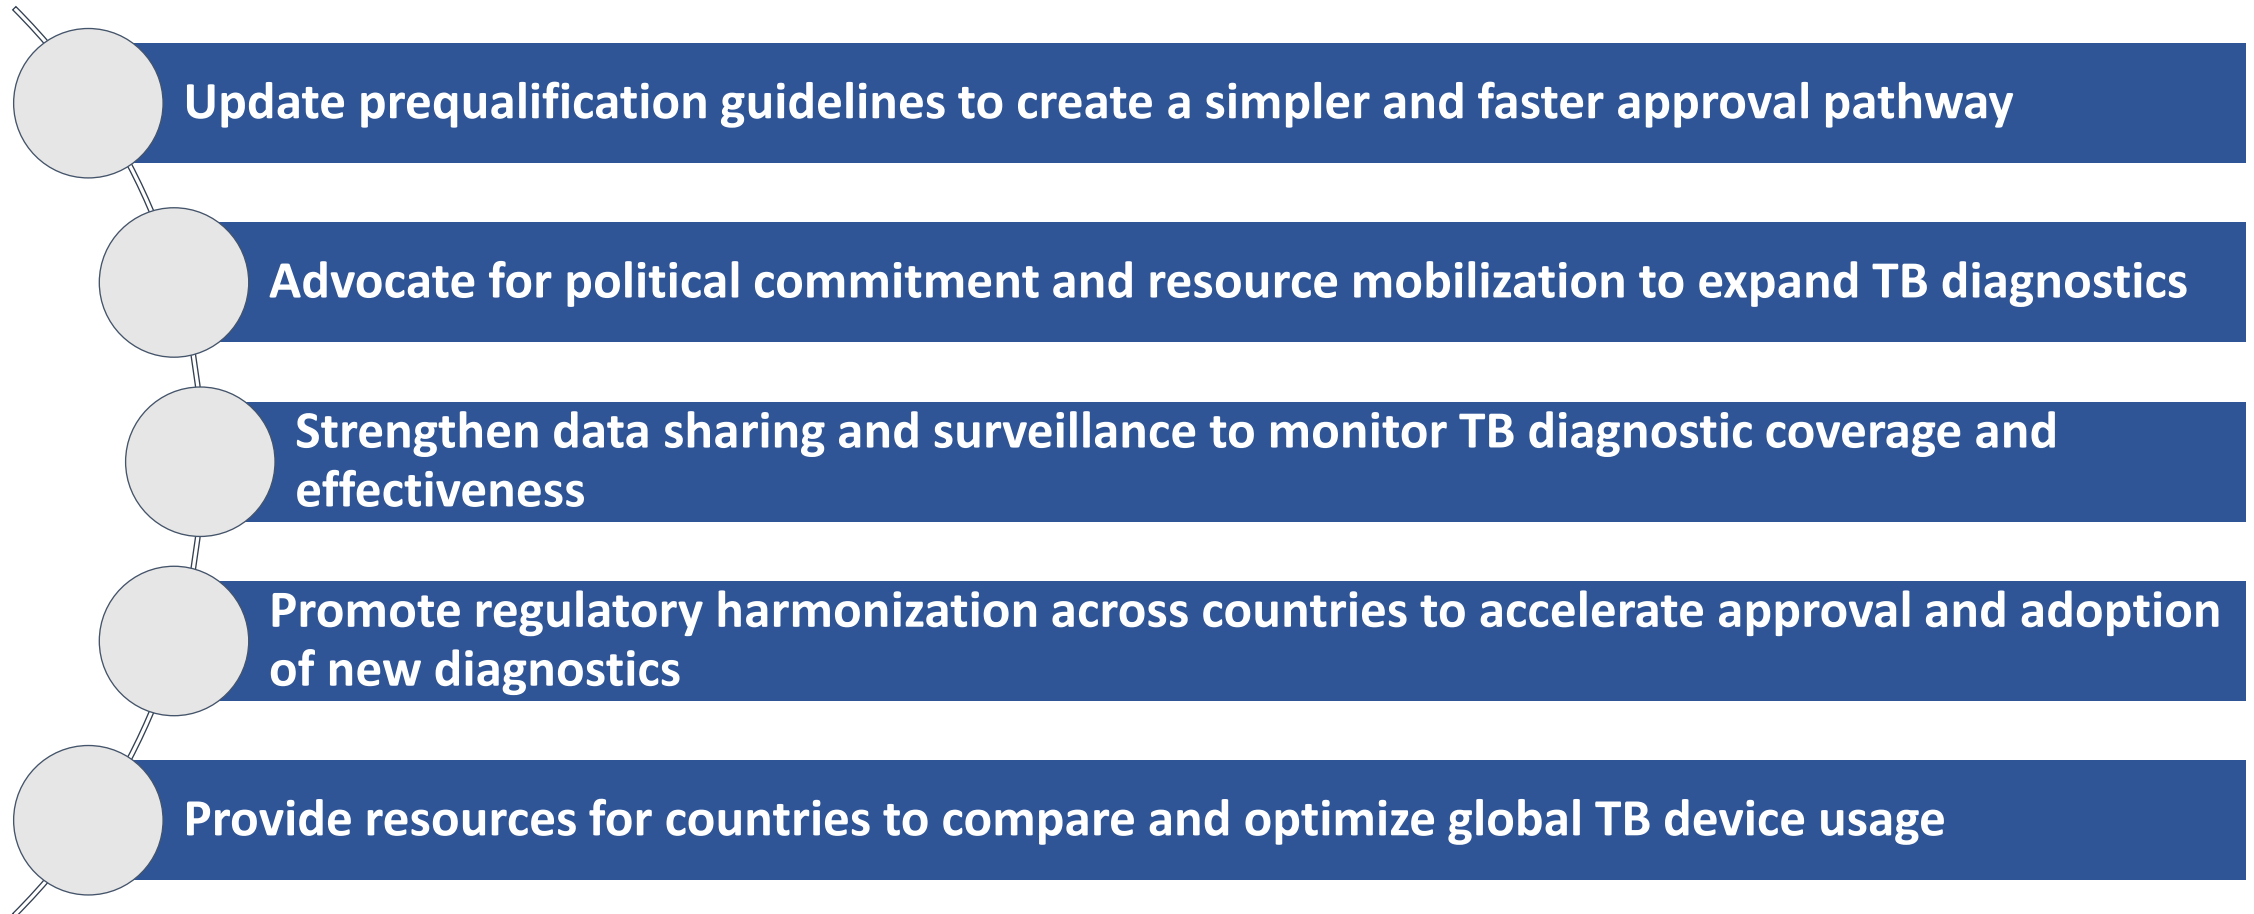 Update prequalification guidelines to create a simpler and faster approval pathway
Advocate for political commitment and resource mobilization to expand TB diagnostics
Strengthen data sharing and surveillance to monitor TB diagnostic coverage and
effectiveness
Promote regulatory harmonization across countries to accelerate approval and adoption
of new diagnostics
Provide resources for countries to compare and optimize global TB device usage